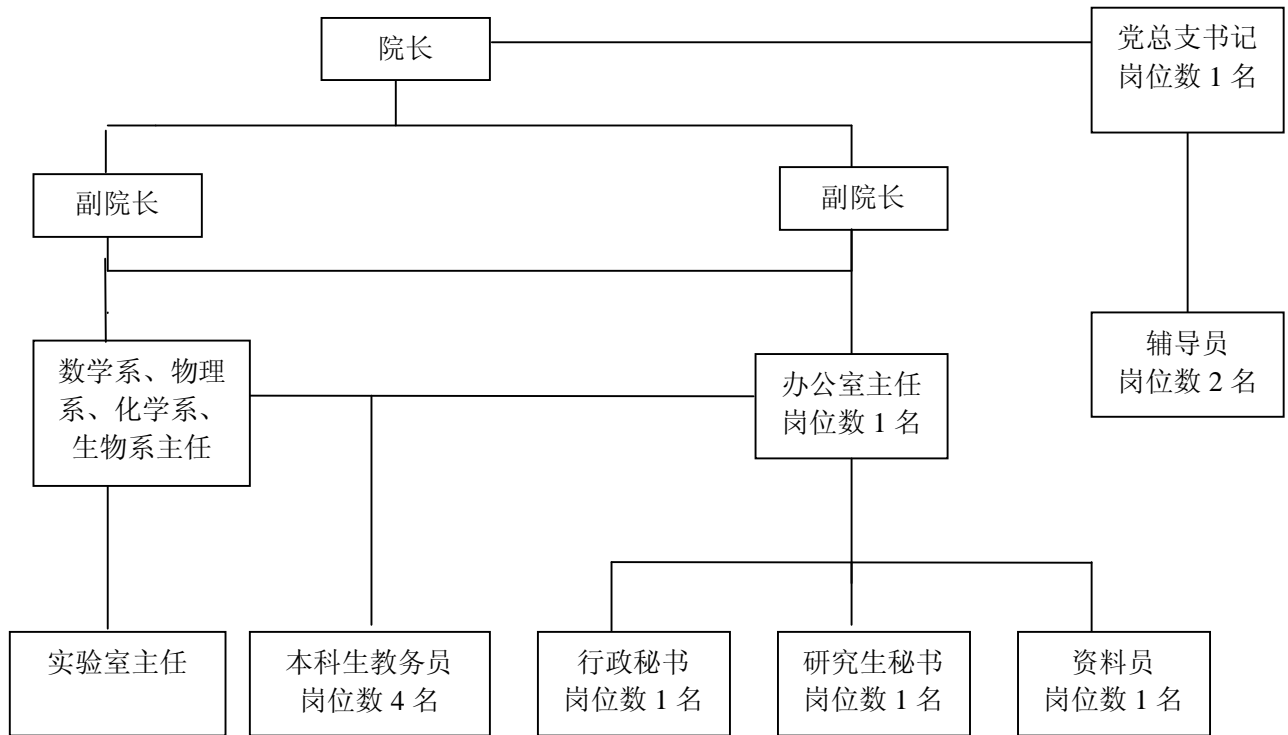 院长
党总支书记
岗位数 1 名
副院长
副院长
数学系、物理
系、化学系、
生物系主任
办公室主任
岗位数 1 名
辅导员
岗位数 2 名
实验室主任
本科生教务员
岗位数 4 名
行政秘书
岗位数 1 名
研究生秘书
岗位数 1 名
资料员
岗位数 1 名